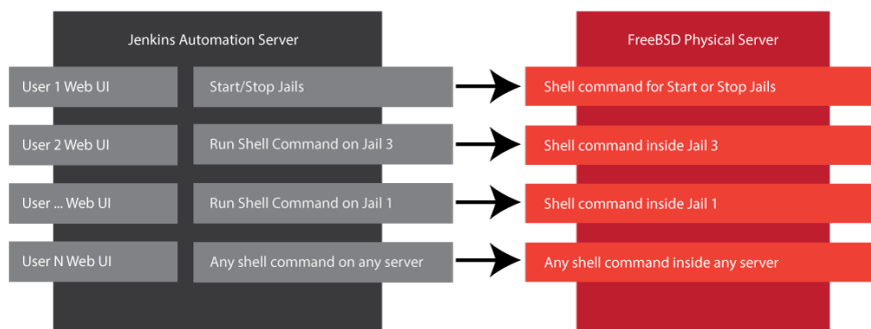 Jenkins Automation Server
FreeBSD Physical Server
User 1 Web UI
Start/Stop Jails
Shell command for Start or Stop Jails
User 2 Web UI
Run Shell Command on Jail 3
Shell command inside Jail 3
User ... Web UI
Run Shell Command on Jail 1
Shell command inside Jail 1
User N Web UI
Any shell command on any server
Any shell command inside any server